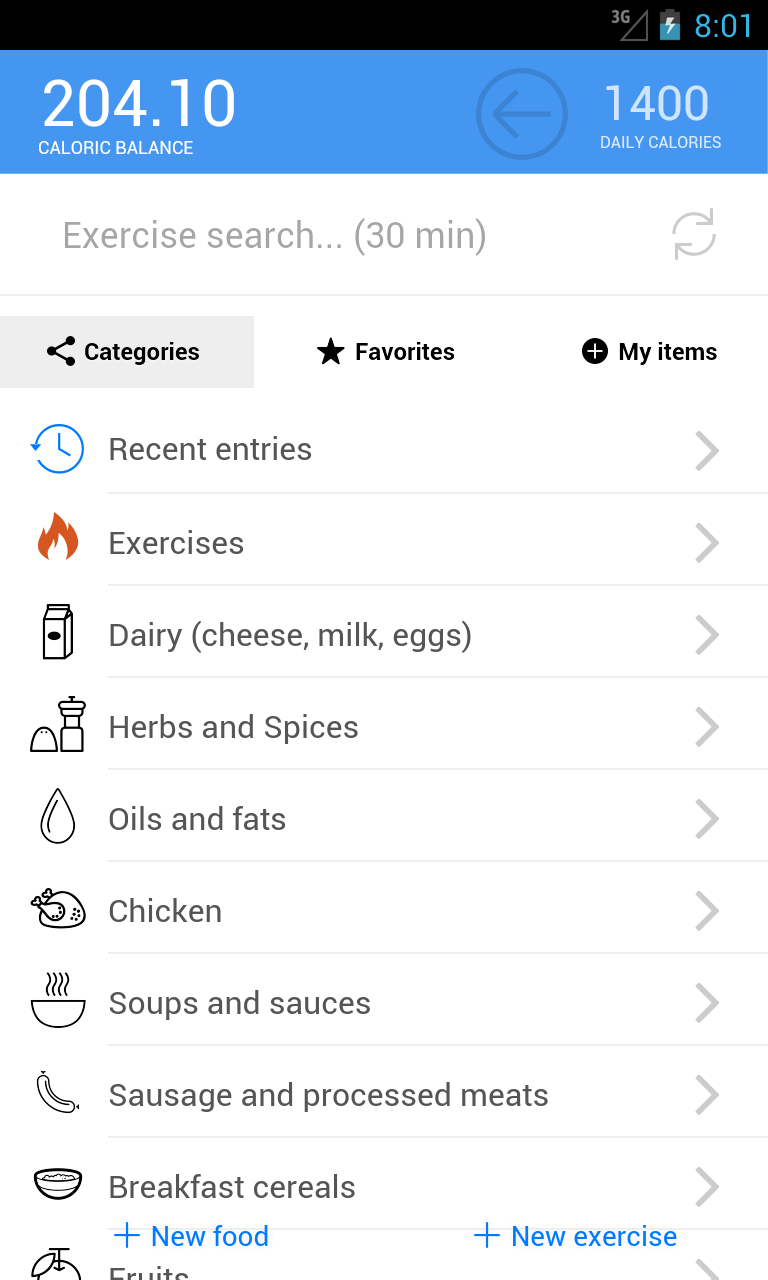 3G 8:01
204.10 1400
CALORIC BALANCE DAILY CALORIES
Exercise search... (30 min)
Categories Favorites My items
Recent entries
Exercises
Dairy (cheese, milk, eggs)
Herbs and Spices
Oils and fats
Chicken
Soups and sauces
Sausage and processed meats
Breakfast cereals
New food New exercise
Fruits